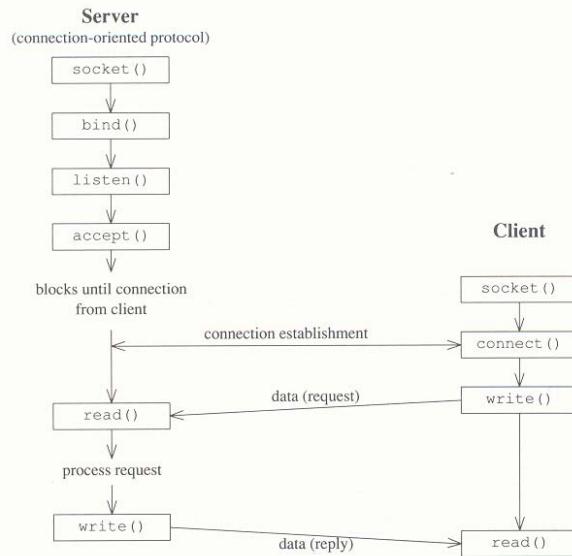 Server
(connection-oriented protocol)
socket()
bind()
listen()
accept()
blocks until connection
from client
Client
socket()
connection establishment
connect()
data (request)
write()
read()
process request
write()
data (reply)
read()